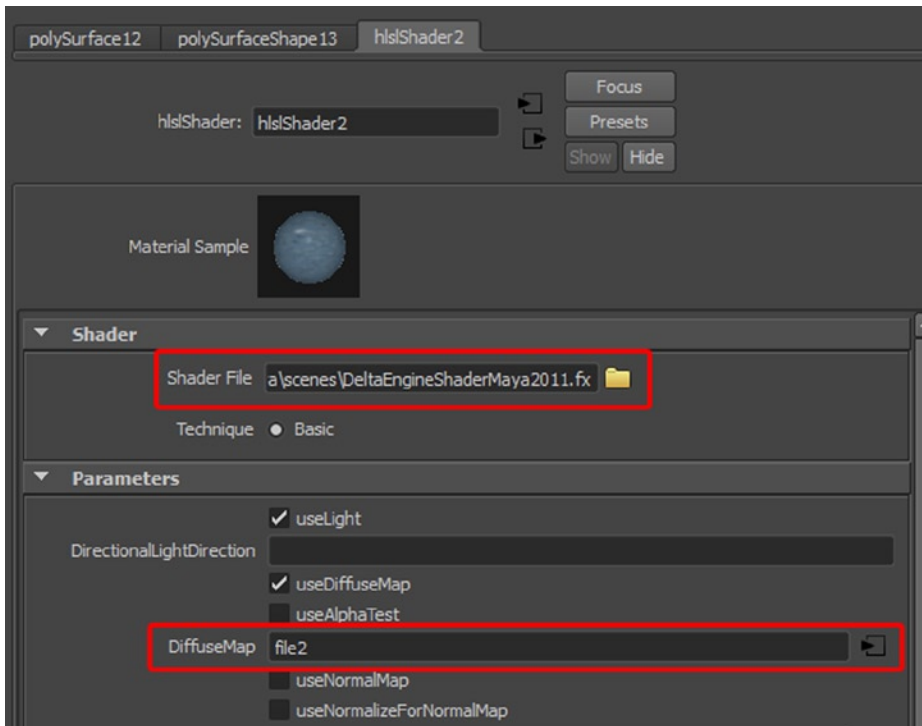 polySurface12 polySurfaceShape13 hlslShader2
Focus
hlslShader: hlslShader2
Presets
Show Hide
Material Sample
Shader
Shader File a\scenes\DeltaEngineShaderMaya2011.fx
Technique Basic
Parameters
useLight
DirectionalLightDirection
useDiffuseMap
useAlphaTest
DiffuseMap file2
useNormalMap
useNormalizeForNormalMap